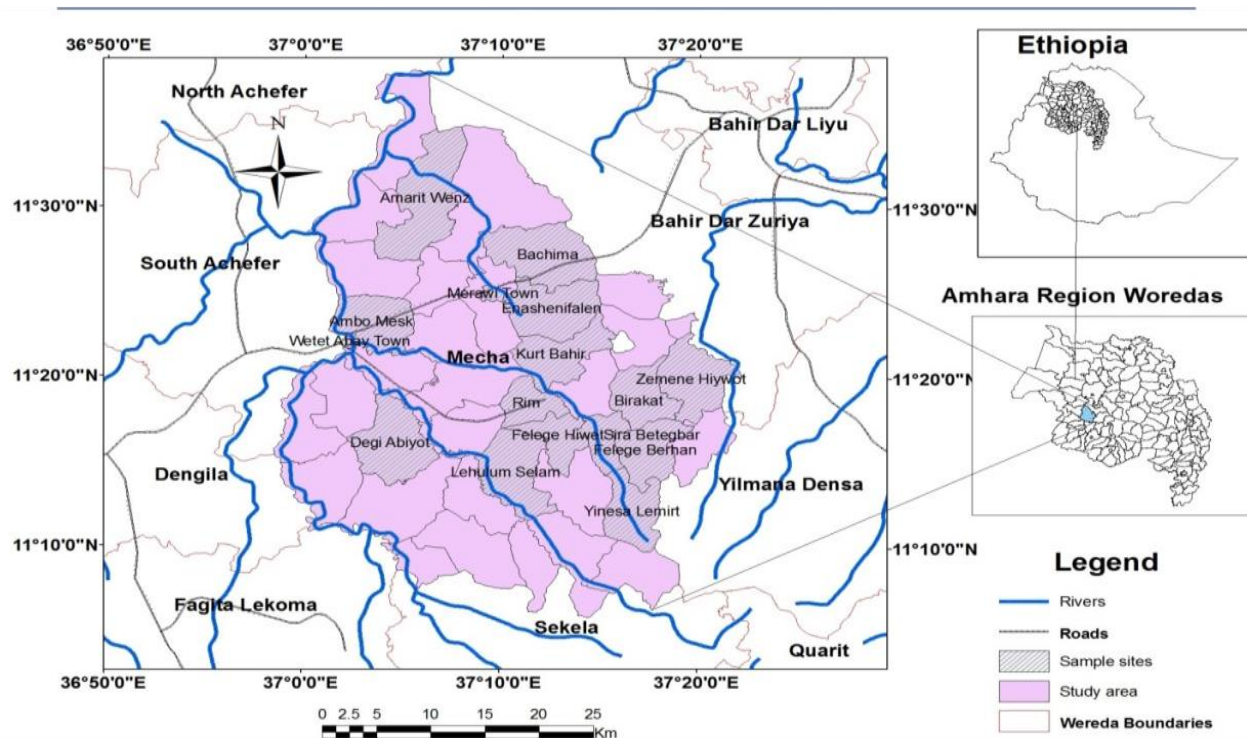 36°50'0"E 37°0'0"E 37°10'0"E 37°20'0"E
Ethiopia
North Achefer
N
Bahir Dar Liyu
Amarit Wenz
11°30'0"N
11°30'0"N
Bahir Dar Zuriya
South Achefer
Bachima
Merawi Town
Enashenifalen
Amhara Region Woredas
Ambo Mesk
Wetet Abay Town
Mecha
Kurt Bahir
11°20'0"N
11°20'0"N
Zemene Hiywot
Rim
Birakat
Degi Abiyot
Felege Hiwet
Sira Betegbar
Felege Berhan
Lehulum Selam
Dengila
Yilmana Densa
Yinesa Lemirt
11°10'0"N
11°10'0"N
Fagita Lekoma
Sekela
Quarit
36°50'0"E 37°0'0"E 37°10'0"E 37°20'0"E
0 2.5 5 10 15 20 25
Km
Legend
Rivers
Roads
Sample sites
Study area
Wereda Boundaries